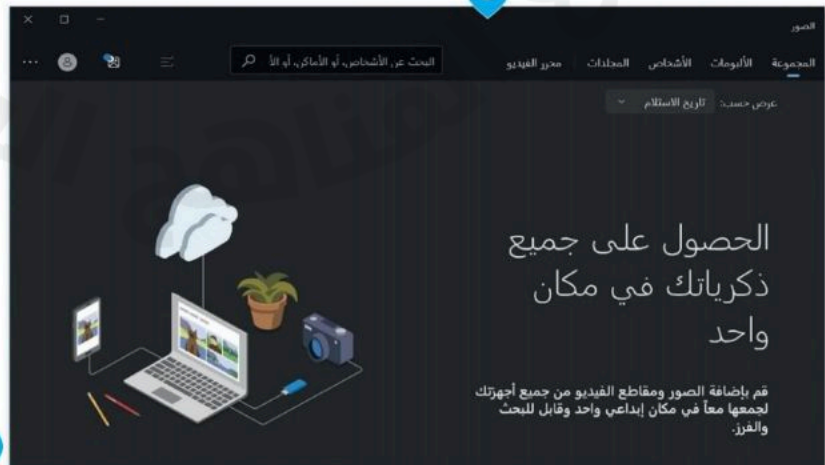 الصور
المجموعة الألبومات الأشخاص المجلدات محرر الفيديو
البحث عن الأشخاص، أو الأماكن، أو الأ
عرض حسب: تاريخ الاستلام
الحصول على جميع
ذكرياتك في مكان
واحد
قم بإضافة الصور ومقاطع الفيديو من جميع أجهزتك
لجمعها معاً في مكان إبداعي واحد وقابل للبحث
والفرز.